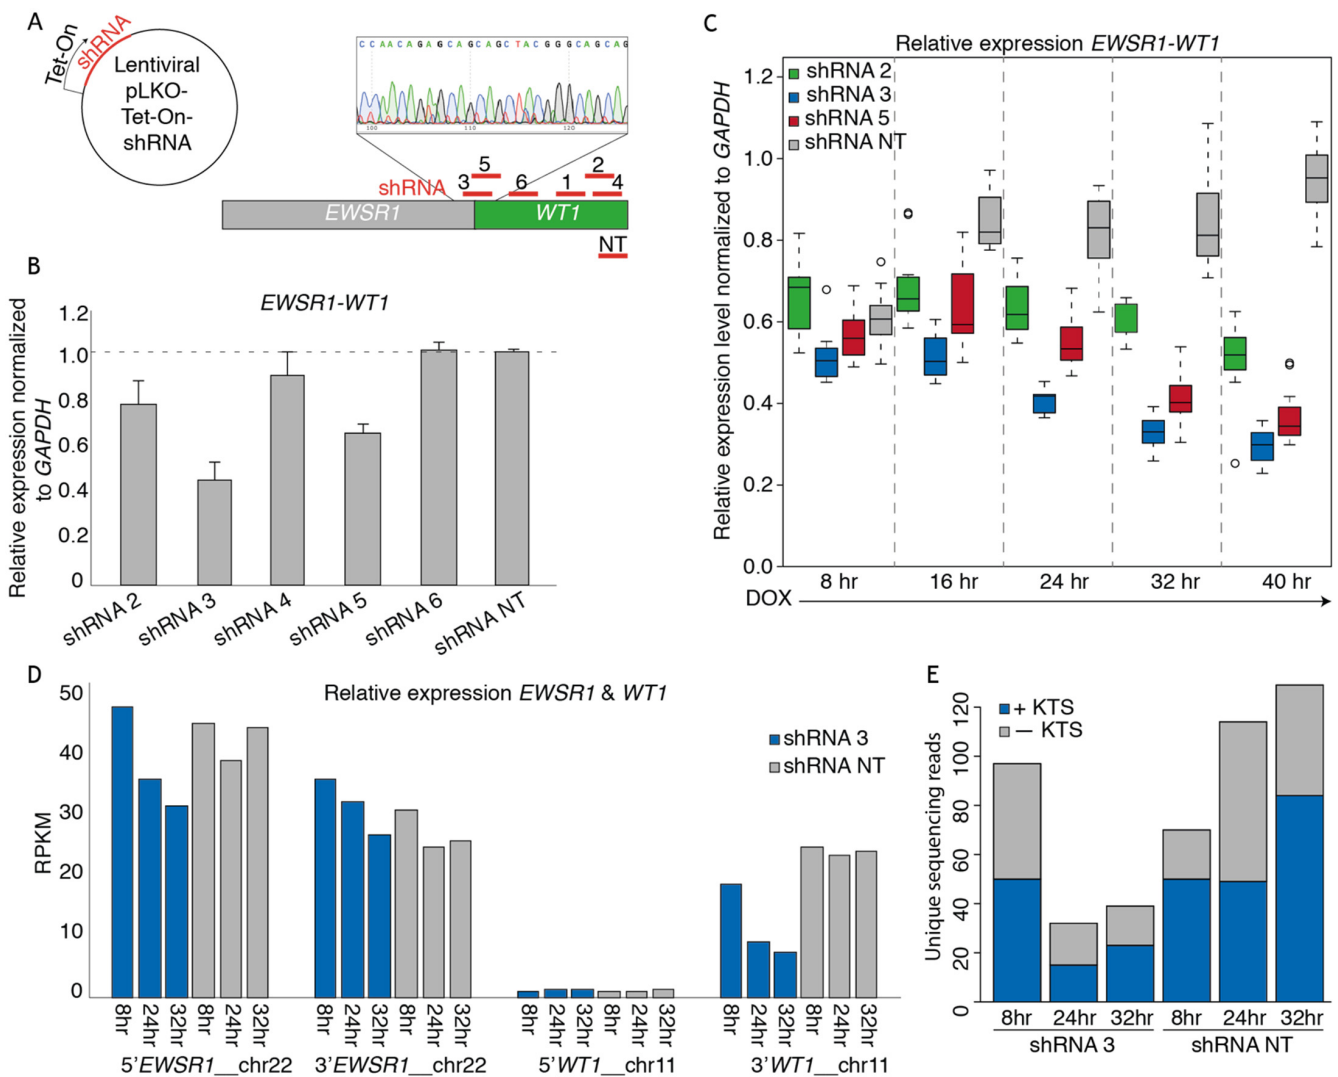 A
Tet-On
shRNA
Lentiviral
pLKO-
Tet-On-
shRNA
C C A A C A G A G C A G C A G C T A C G G G C A G C A G
100 110 120
shRNA
3 5 6 1 2 4
EWSR1 WT1
NT
B
EWSR1-WT1
Relative expression normalized
to GAPDH
1.2
1.0
0.8
0.6
0.4
0.2
0
shRNA 2 shRNA 3 shRNA 4 shRNA 5 shRNA 6 shRNA NT
C
Relative expression EWSR1-WT1
Relative expression level normalized to GAPDH
1.2
1.0
0.8
0.6
0.4
0.2
0.0
shRNA 2
shRNA 3
shRNA 5
shRNA NT
8 hr 16 hr 24 hr 32 hr 40 hr
DOX
D
Relative expression EWSR1 & WT1
RPKM
50
40
30
20
10
0
shRNA 3
shRNA NT
8hr 24hr 32hr 8hr 24hr 32hr 8hr 24hr 32hr 8hr 24hr 32hr 8hr 24hr 32hr 8hr 24hr 32hr 8hr 24hr 32hr 8hr 24hr 32hr
5'EWSR1__chr22 3'EWSR1__chr22 5'WT1__chr11 3'WT1__chr11
E
Unique sequencing reads
120
100
80
60
40
20
0
+ KTS
— KTS
8hr 24hr 32hr 8hr 24hr 32hr
shRNA 3 shRNA NT